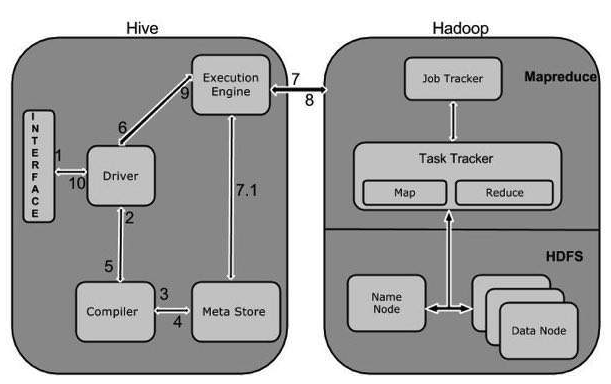 Hive
Hadoop
Execution
Engine
7
8
Job Tracker
Mapreduce
6
9
INTERFACE
1
10
Driver
Task Tracker
Map
Reduce
7.1
2
5
HDFS
Compiler
3
4
Meta Store
Name
Node
Data Node